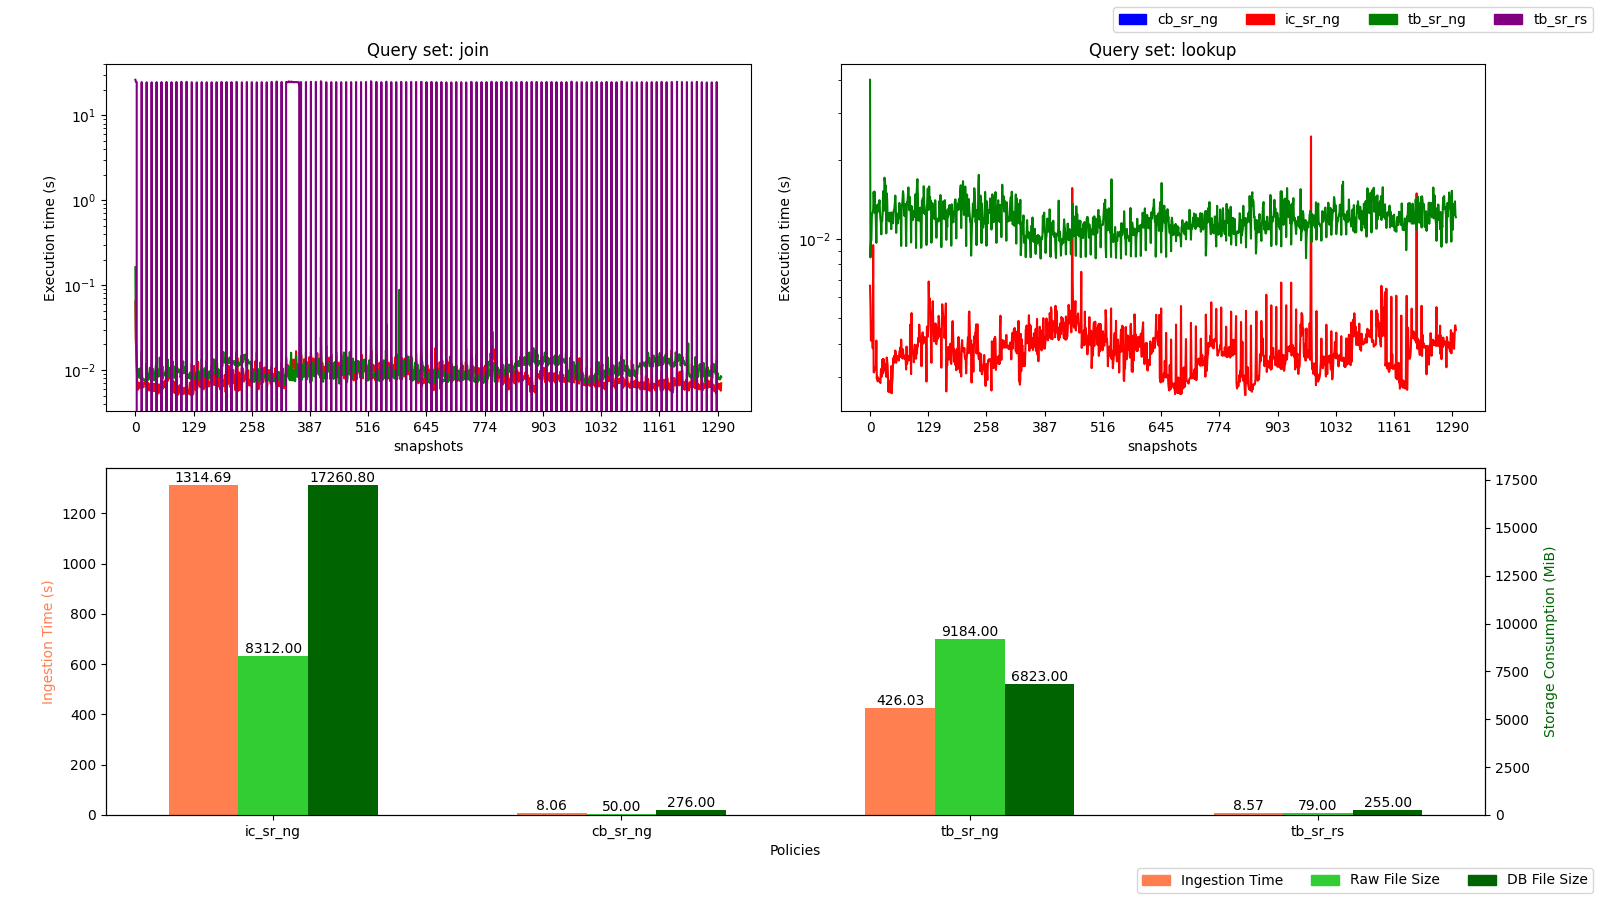 cb_sr_ng ic_sr_ng tb_sr_ng tb_sr_rs
Query set: join
Query set: lookup
Execution time (s)
10¹
10⁰
10⁻¹
10⁻²
0 129 258 387 516 645 774 903 1032 1161 1290
snapshots
Execution time (s)
10⁻²
0 129 258 387 516 645 774 903 1032 1161 1290
snapshots
Ingestion Time (s)
1200
1000
800
600
400
200
0
1314.69
8312.00
17260.80
8.06
50.00
276.00
426.03
9184.00
6823.00
8.57
79.00
255.00
17500
15000
12500
10000
7500
5000
2500
0
Storage Consumption (MiB)
ic_sr_ng cb_sr_ng tb_sr_ng tb_sr_rs
Policies
Ingestion Time Raw File Size DB File Size